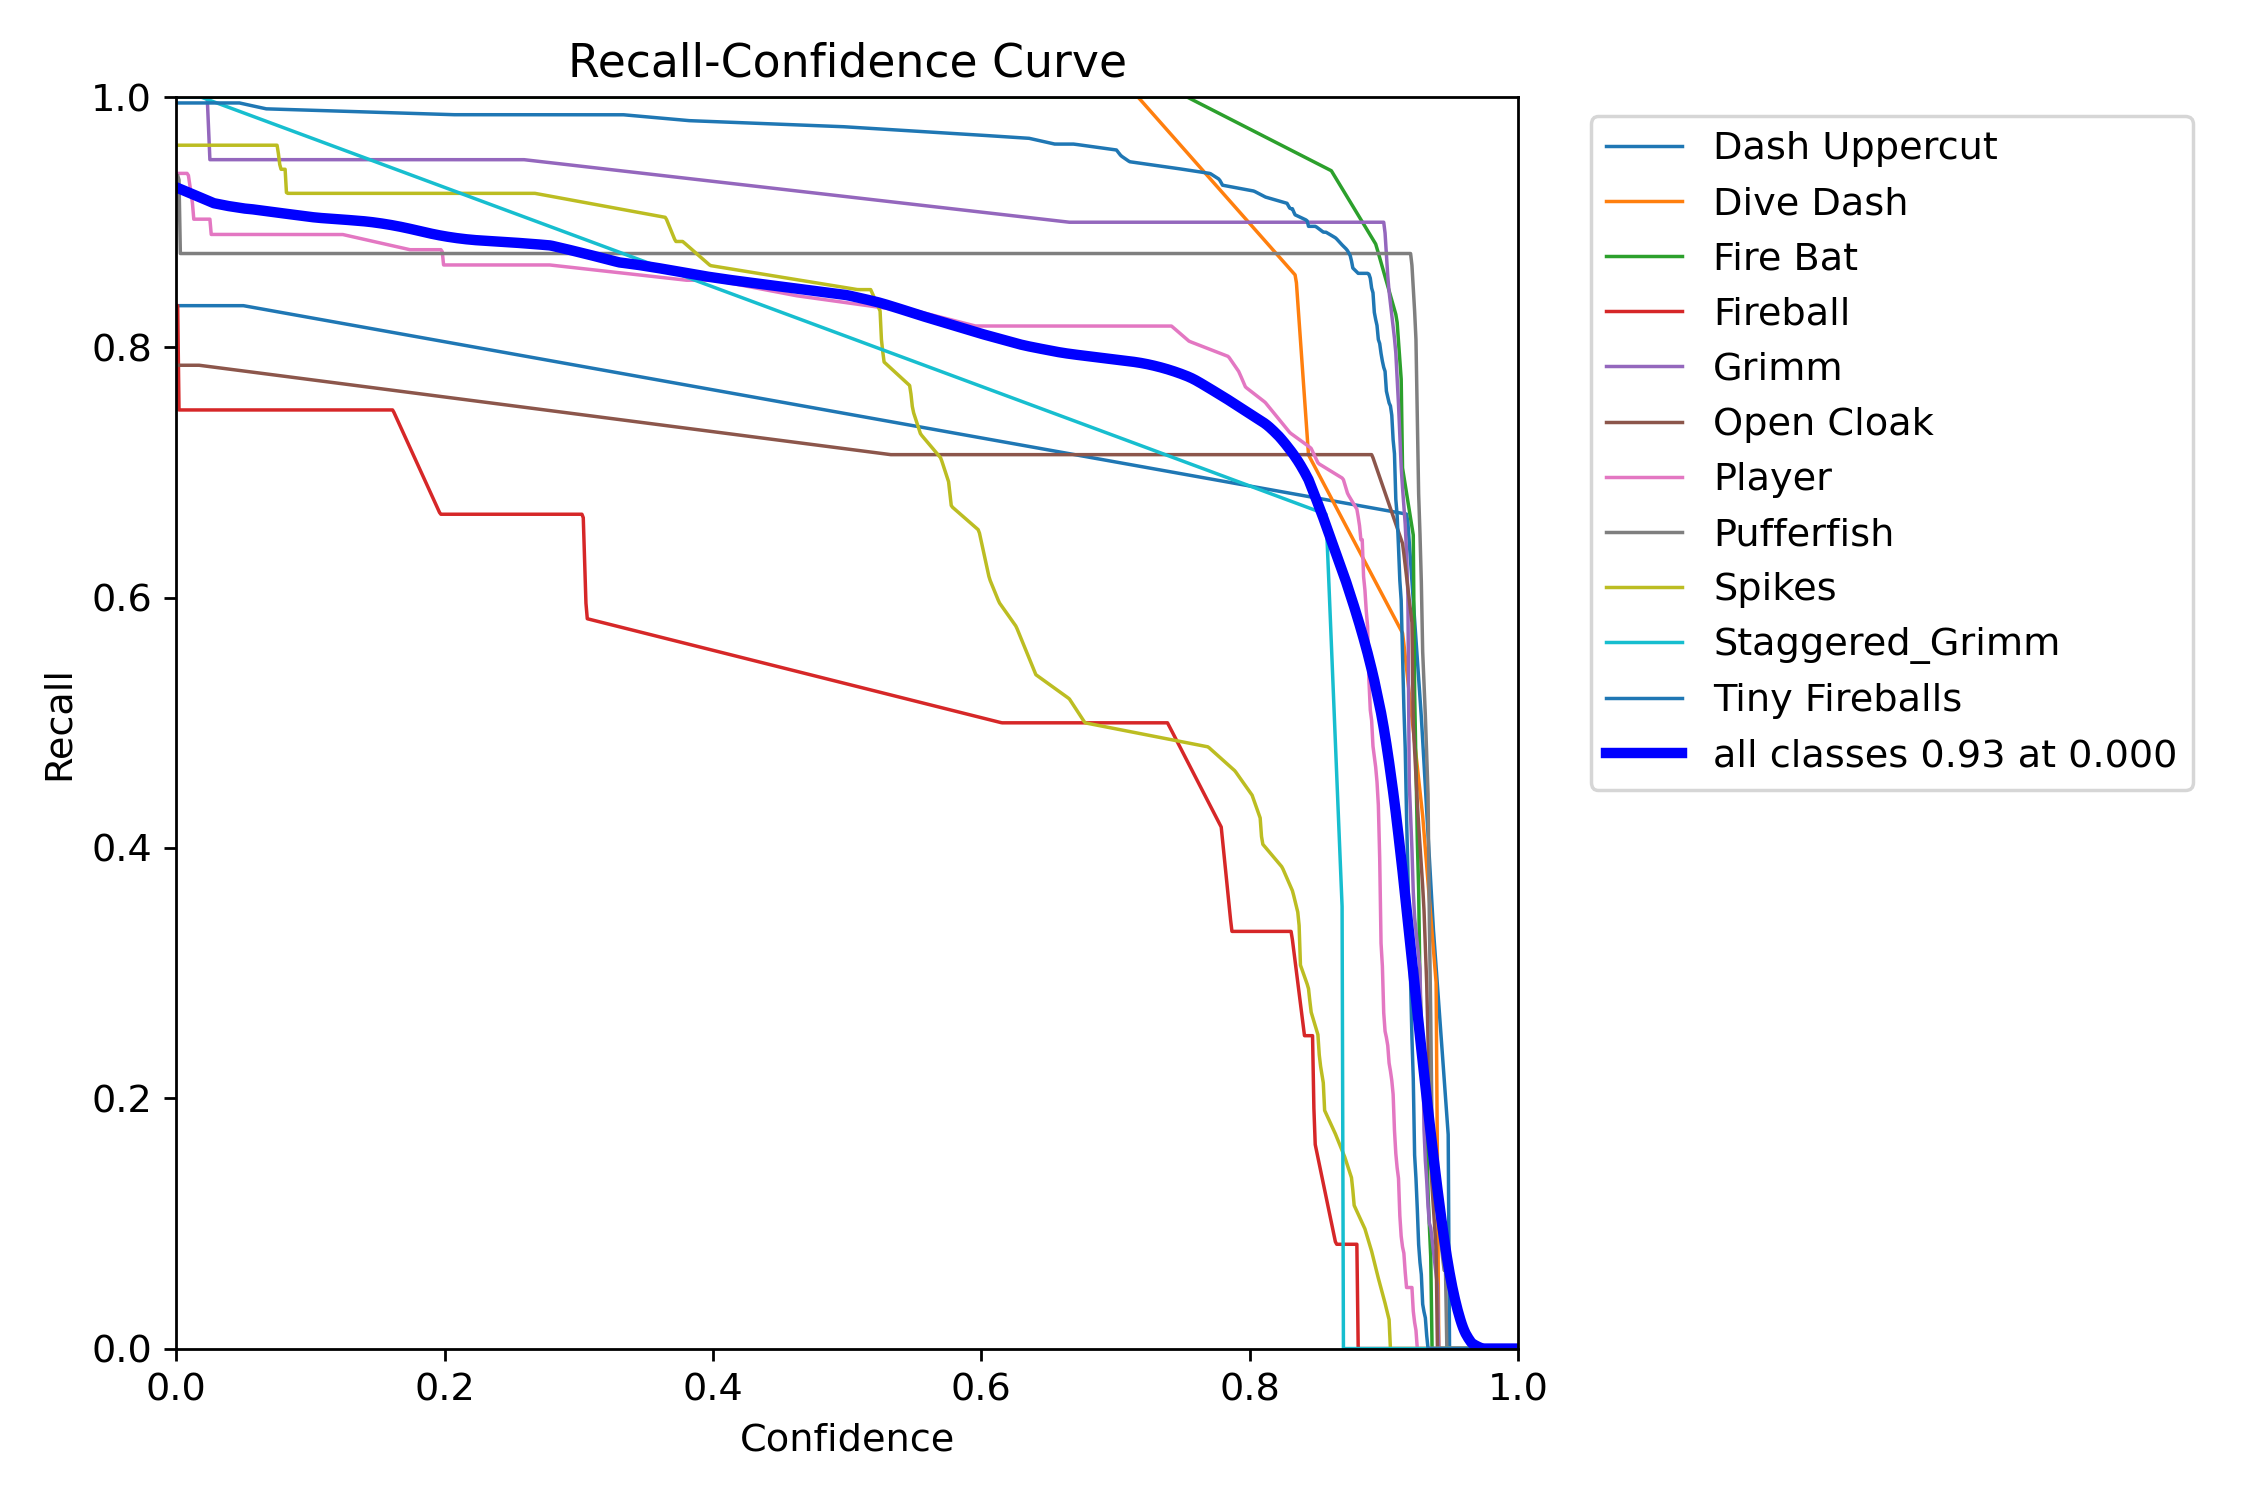 Recall-Confidence Curve
1.0
0.8
0.6
0.4
0.2
0.0
Recall
0.0 0.2 0.4 0.6 0.8 1.0
Confidence
Dash Uppercut
Dive Dash
Fire Bat
Fireball
Grimm
Open Cloak
Player
Pufferfish
Spikes
Staggered_Grimm
Tiny Fireballs
all classes 0.93 at 0.000